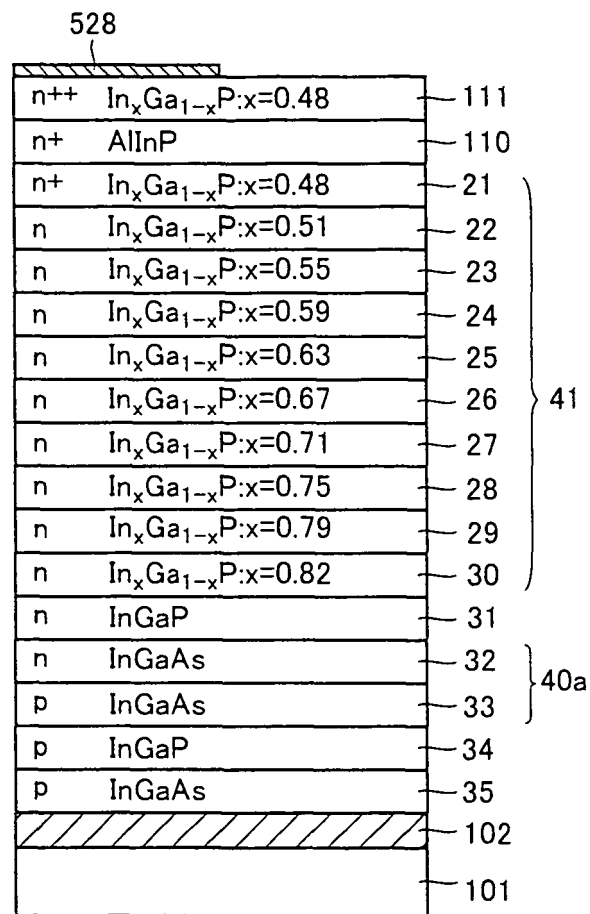 528
n++ InₓGa₁₋ₓP:x=0.48 111
n+ AlInP 110
n+ InₓGa₁₋ₓP:x=0.48 21
n InₓGa₁₋ₓP:x=0.51 22
n InₓGa₁₋ₓP:x=0.55 23
n InₓGa₁₋ₓP:x=0.59 24
n InₓGa₁₋ₓP:x=0.63 25
n InₓGa₁₋ₓP:x=0.67 26
41
n InₓGa₁₋ₓP:x=0.71 27
n InₓGa₁₋ₓP:x=0.75 28
n InₓGa₁₋ₓP:x=0.79 29
n InₓGa₁₋ₓP:x=0.82 30
n InGaP 31
n InGaAs 32
40a
p InGaAs 33
p InGaP 34
p InGaAs 35
102
101